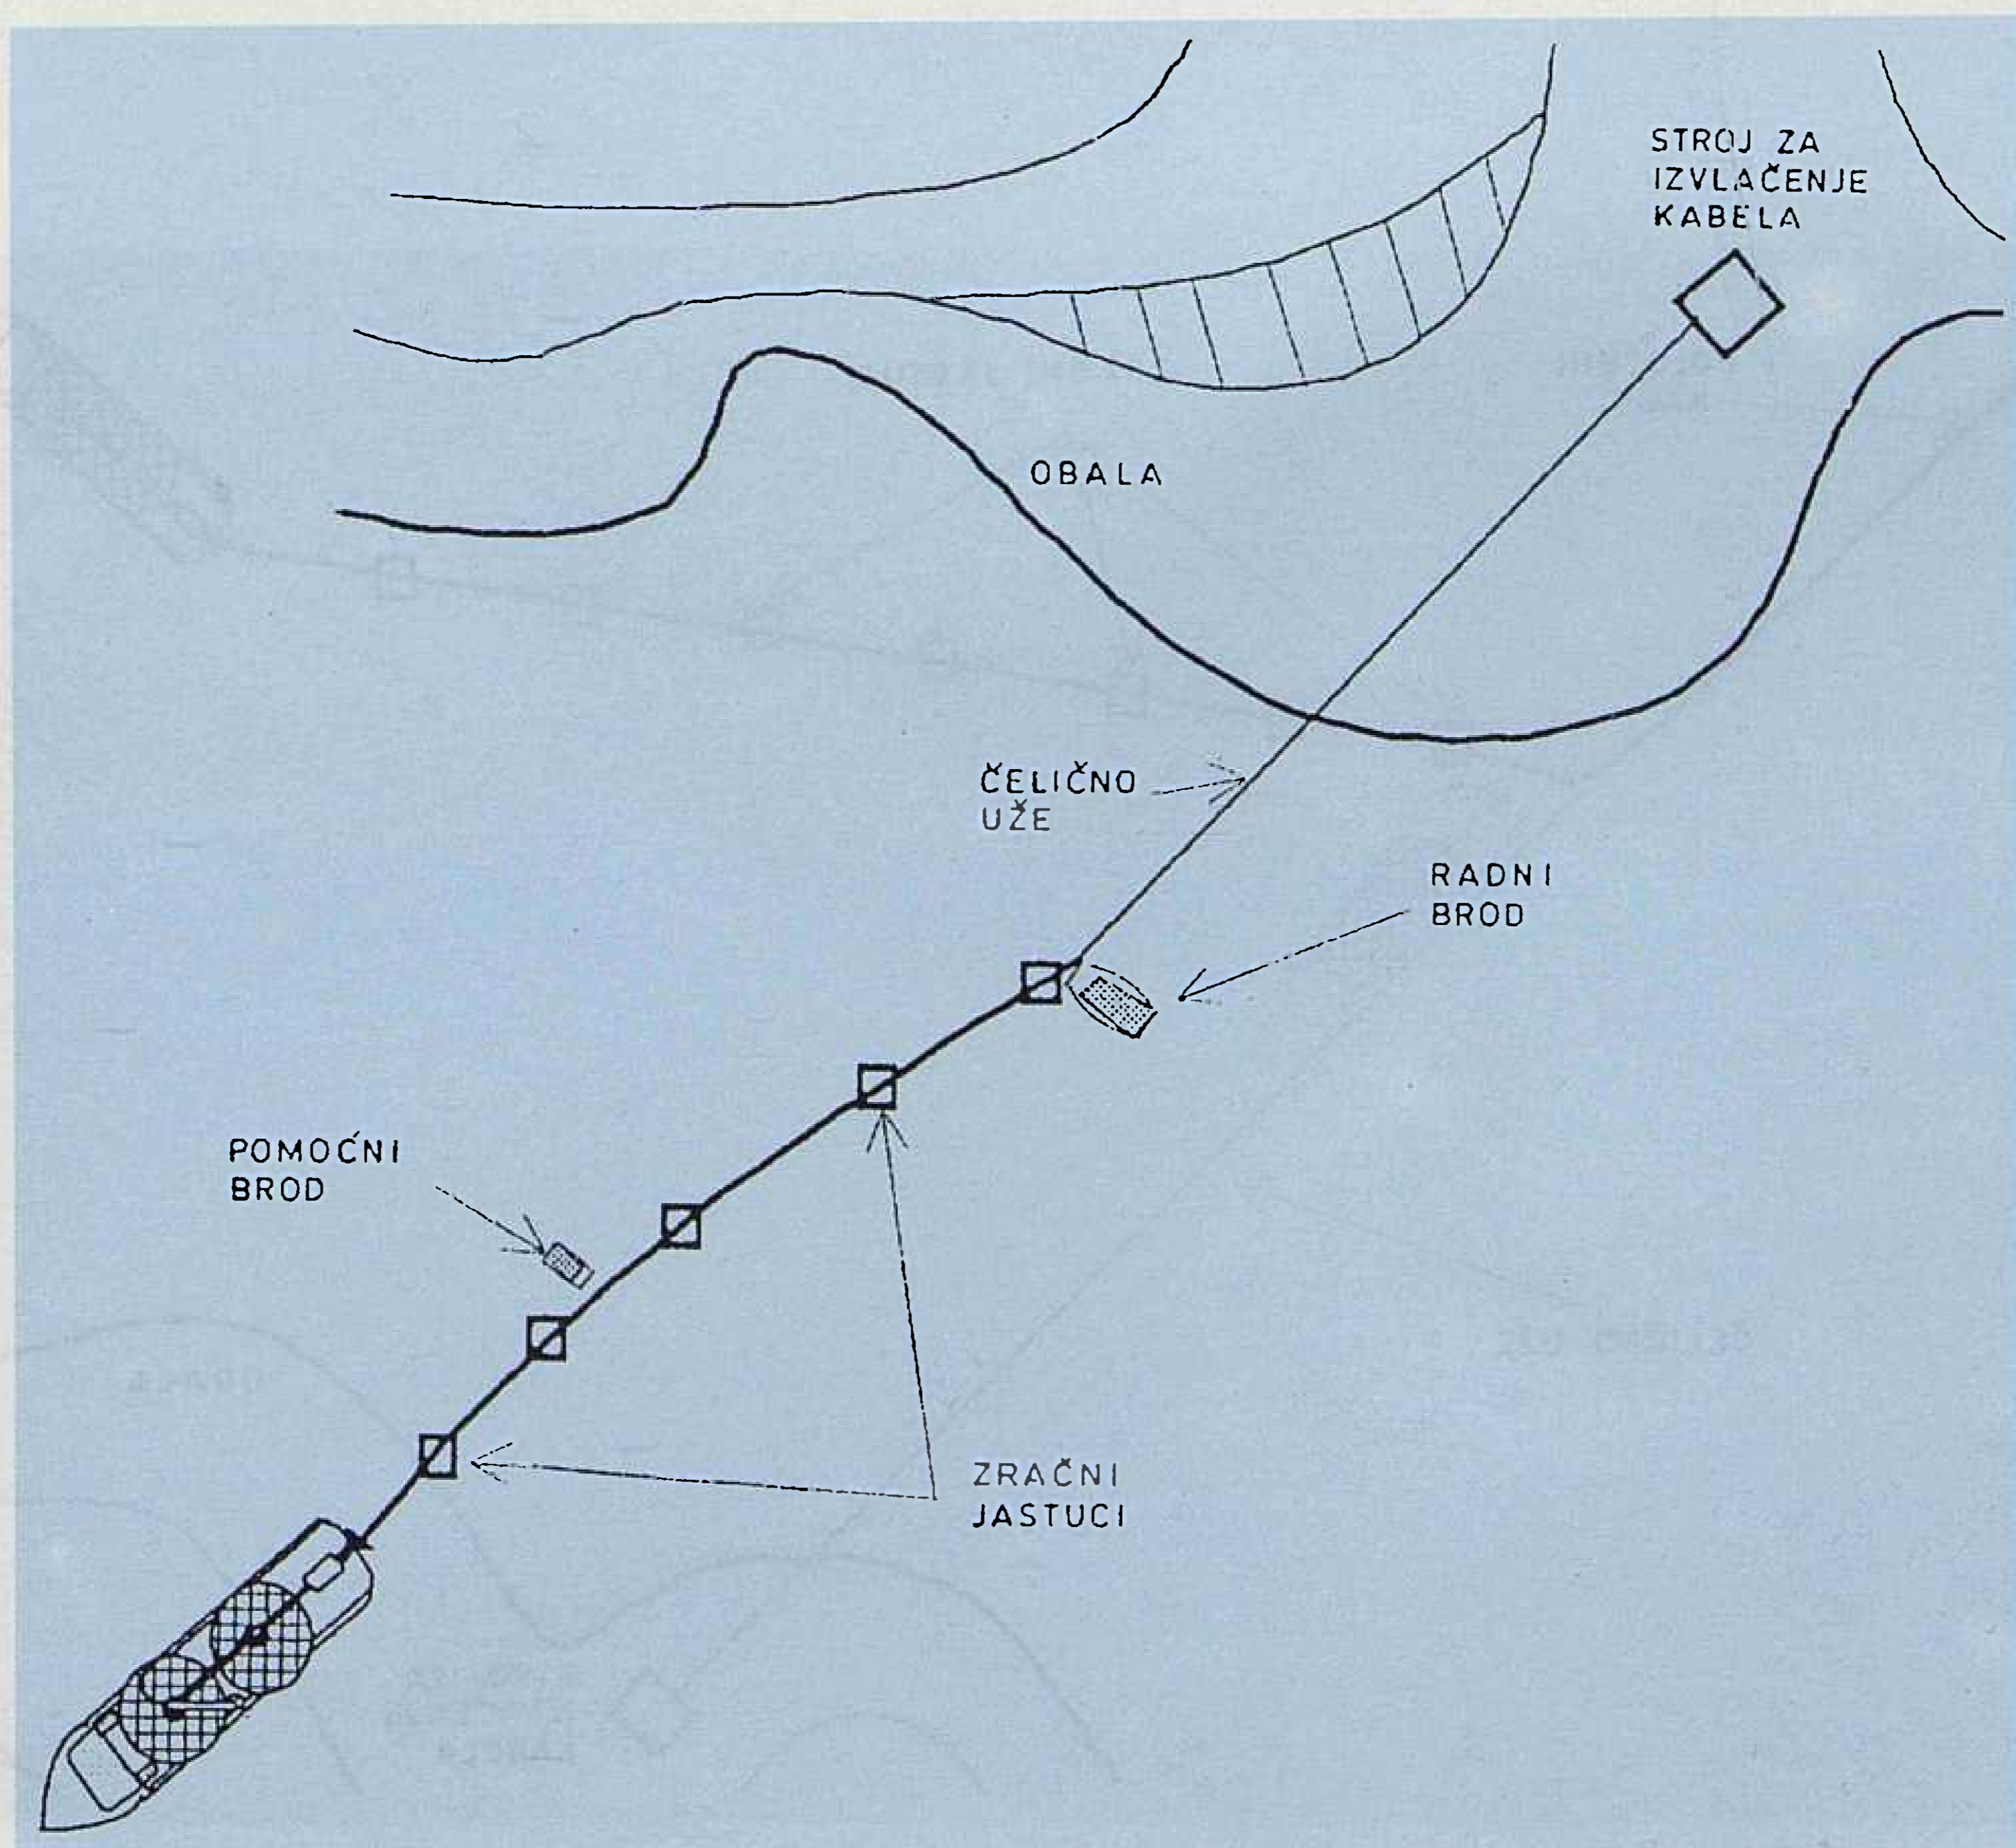 STROJ ZA
IZVLAČENJE
KABELA
OBALA
ČELIČNO
UŽE
RADNI
BROD
POMOĆNI
BROD
ZRAČNI
JASTUCI